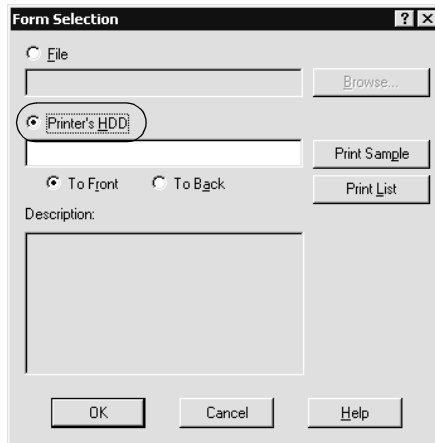 Form Selection
File
Browse...
Printer's HDD
Print Sample
To Front To Back
Print List
Description:
OK Cancel Help